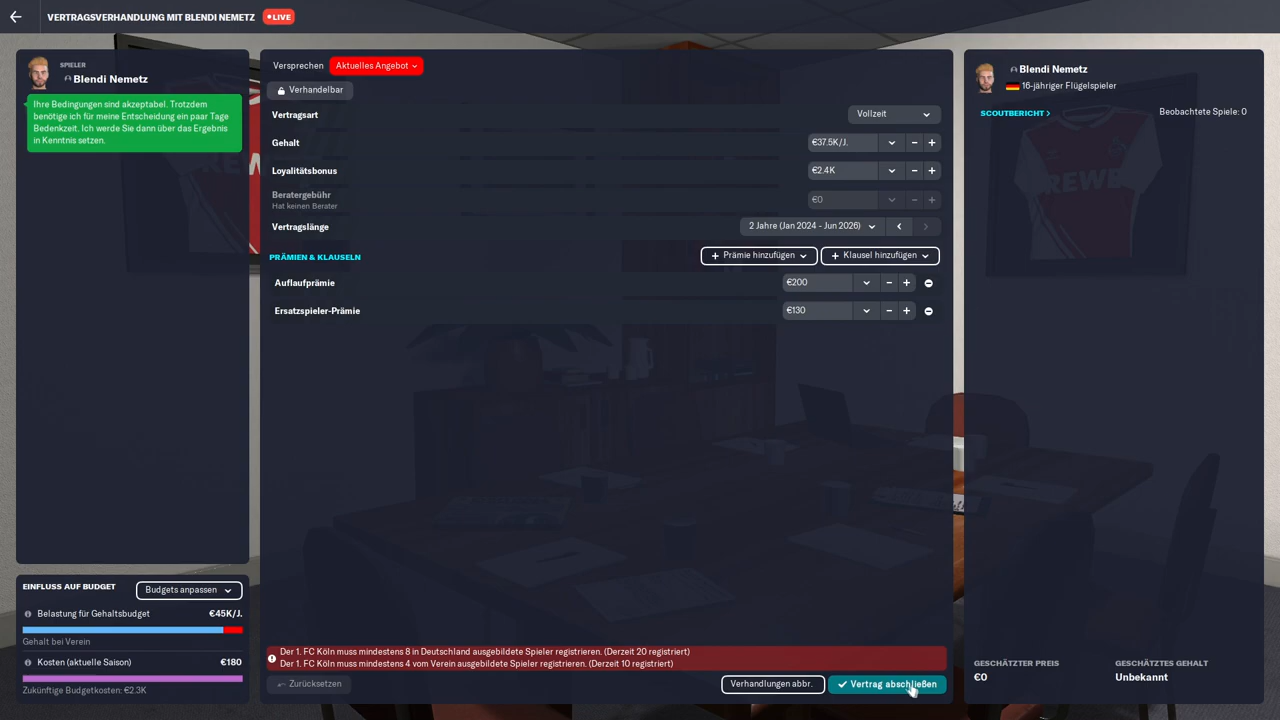 VERTRAGSVERHANDLUNG MIT BLENDI NEMETZ
LIVE
SPIELER
Blendi Nemetz
Ihre Bedingungen sind akzeptabel. Trotzdem
benötige ich für meine Entscheidung ein paar Tage
Bedenkzeit. Ich werde Sie dann über das Ergebnis
in Kenntnis setzen.
Versprechen
Aktuelles Angebot
Verhandelbar
Vertragsart
Vollzeit
Gehalt
€37.5K/J.
Loyalitätsbonus
€2.4K
Beratergebühr
Hat keinen Berater
€0
Vertragslänge
2 Jahre (Jan 2024 - Jun 2026)
PRÄMIEN & KLAUSELN
Prämie hinzufügen
Klausel hinzufügen
Auflaufprämie
€200
Ersatzspieler-Prämie
€130
Der 1. FC Köln muss mindestens 8 in Deutschland ausgebildete Spieler registrieren. (Derzeit 20 registriert)
Der 1. FC Köln muss mindestens 4 vom Verein ausgebildete Spieler registrieren. (Derzeit 10 registriert)
Zurücksetzen
Verhandlungen abbr.
Vertrag abschließen
EINFLUSS AUF BUDGET
Budgets anpassen
Belastung für Gehaltsbudget
€45K/J.
Gehalt bei Verein
Kosten (aktuelle Saison)
€180
Zukünftige Budgetkosten: €2.3K
Blendi Nemetz
16-jähriger Flügelspieler
SCOUTBERICHT
Beobachtete Spiele: 0
REWE
GESCHÄTZTER PREIS
€0
GESCHÄTZTES GEHALT
Unbekannt